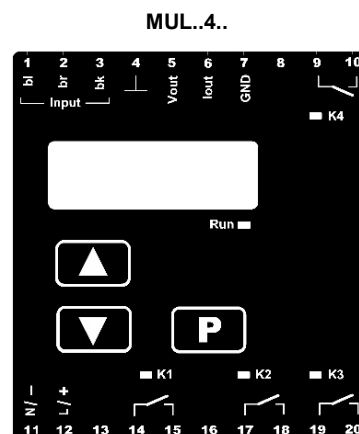 MUL..4..
1 2 3 4 5 6 7 8 9 10
bl br bk Vout Iout GND
Input
K4
Run
P
K1 K2 K3
N/ – L/ +
11 12 13 14 15 16 17 18 19 20